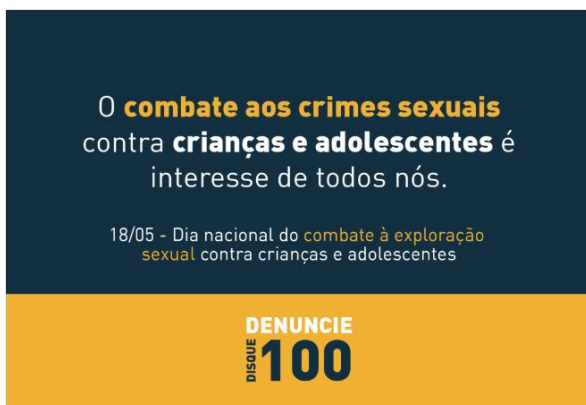 O combate aos crimes sexuais
contra crianças e adolescentes é
interesse de todos nós.
18/05 - Dia nacional do combate à exploração
sexual contra crianças e adolescentes
DENUNCIE
DISQUE 100